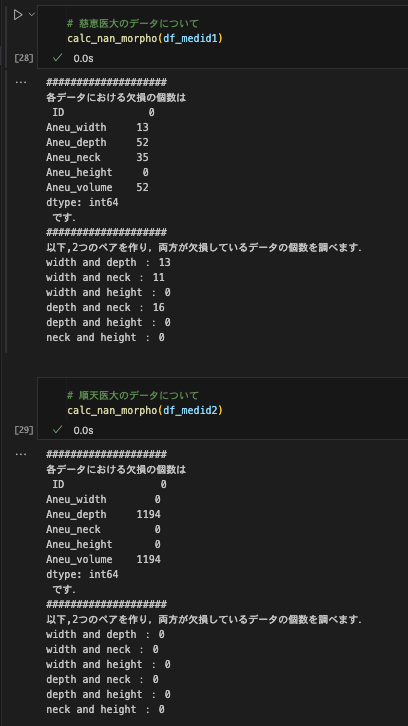 # 慈恵医大のデータについて
calc_nan_morpho(df_medid1)
[28] 0.0s
####################
各データにおける欠損の個数は
ID 0
Aneu_width 13
Aneu_depth 52
Aneu_neck 35
Aneu_height 0
Aneu_volume 52
dtype: int64
です.
####################
以下,2つのペアを作り，両方が欠損しているデータの個数を調べます.
width and depth : 13
width and neck : 11
width and height : 0
depth and neck : 16
depth and height : 0
neck and height : 0
# 順天医大のデータについて
calc_nan_morpho(df_medid2)
[29] 0.0s
####################
各データにおける欠損の個数は
ID 0
Aneu_width 0
Aneu_depth 1194
Aneu_neck 0
Aneu_height 0
Aneu_volume 1194
dtype: int64
です.
####################
以下,2つのペアを作り，両方が欠損しているデータの個数を調べます.
width and depth : 0
width and neck : 0
width and height : 0
depth and neck : 0
depth and height : 0
neck and height : 0